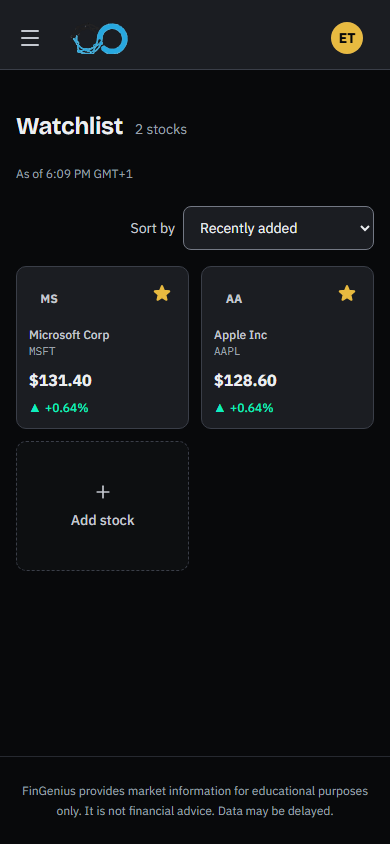 ET
Watchlist 2 stocks
As of 6:09 PM GMT+1
Sort by Recently added
MS
Microsoft Corp
MSFT
$131.40
▲ +0.64%
AA
Apple Inc
AAPL
$128.60
▲ +0.64%
+
Add stock
FinGenius provides market information for educational purposes
only. It is not financial advice. Data may be delayed.